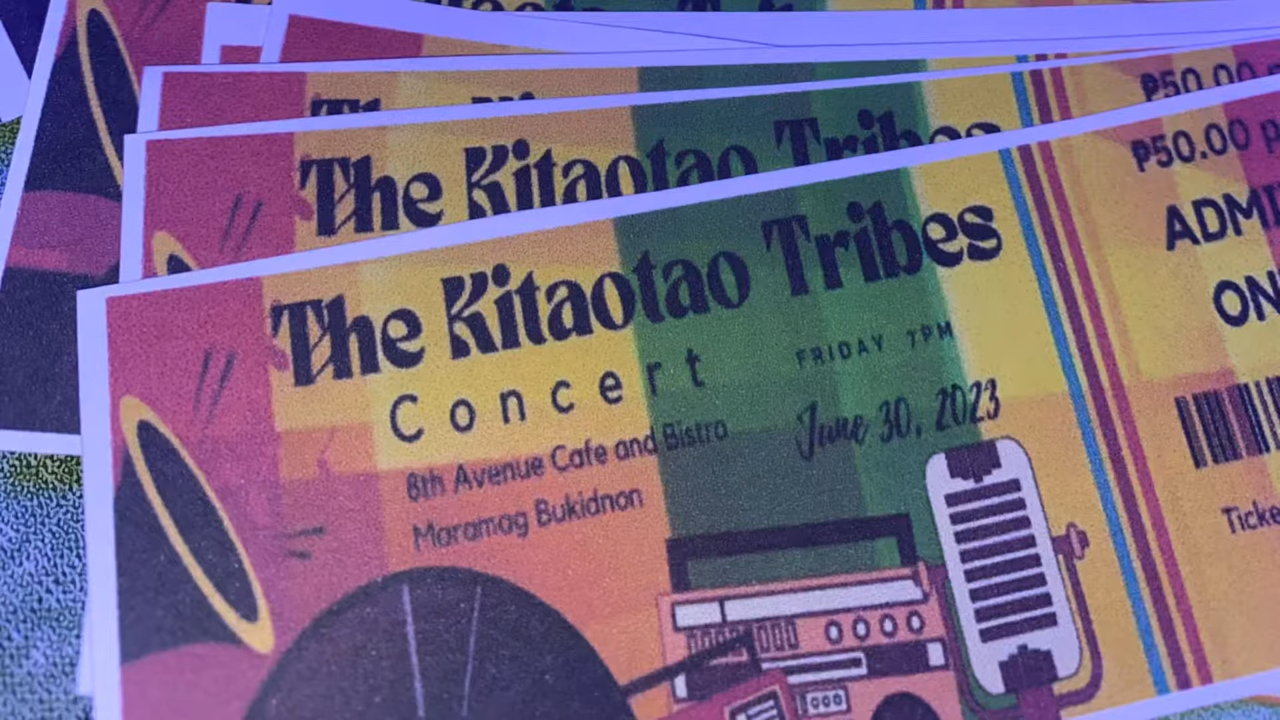 The Kitaotao Tribes
The Kitaotao Tribes
Concert
8th Avenue Cafe and Bistro
Maramag Bukidnon
FRIDAY 7PM
June 30, 2023
₱50.00
₱50.00
ON